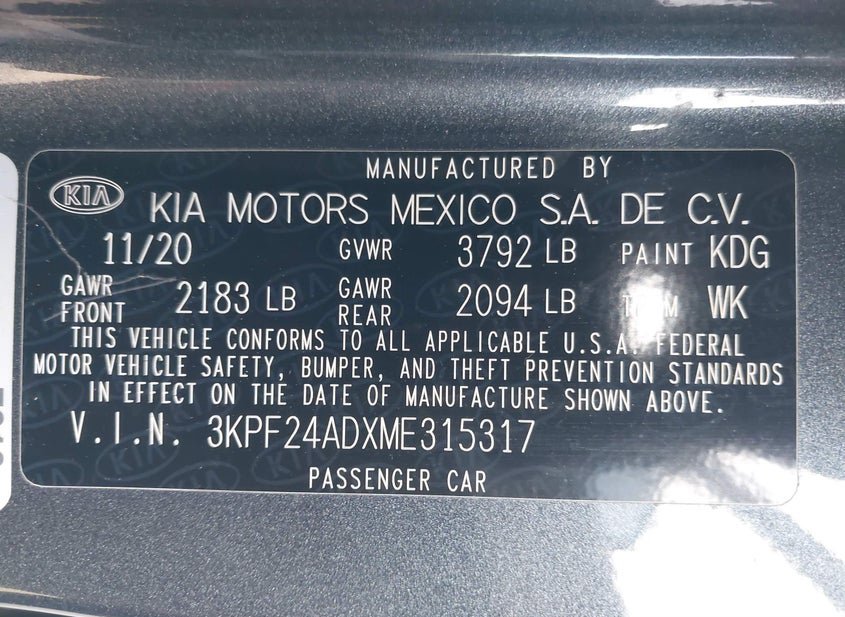 MANUFACTURED BY
KIA KIA MOTORS MEXICO S.A. DE C.V.
11/20 GVWR 3792 LB PAINT KDG
GAWR FRONT 2183 LB GAWR REAR 2094 LB WK
THIS VEHICLE CONFORMS TO ALL APPLICABLE U.S.A. FEDERAL
MOTOR VEHICLE SAFETY, BUMPER, AND THEFT PREVENTION STANDARDS
IN EFFECT ON THE DATE OF MANUFACTURE SHOWN ABOVE.
V.I.N. 3KPF24ADXME315317
PASSENGER CAR